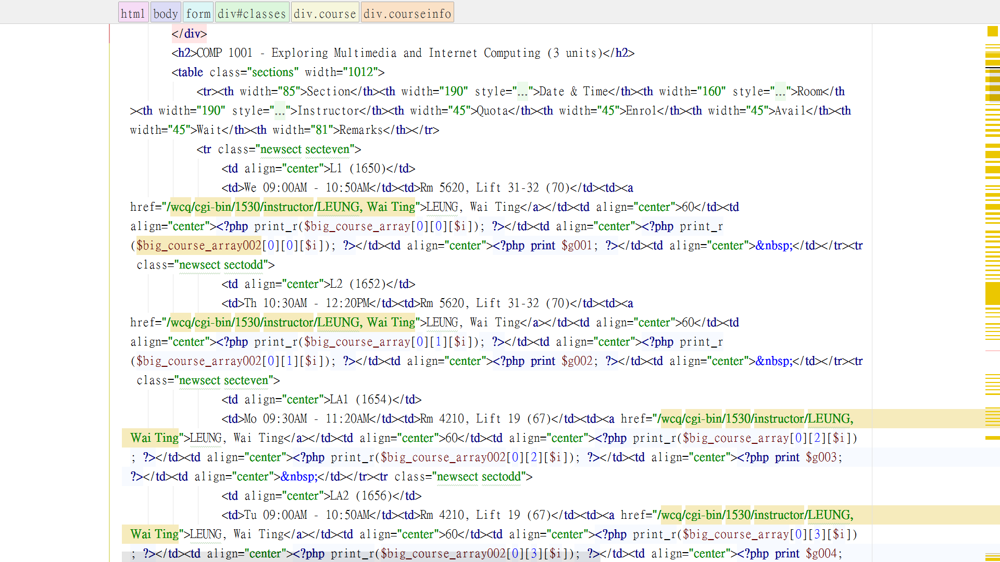 html body form div#classes div.course div.courseinfo
</div>
<h2>COMP 1001 - Exploring Multimedia and Internet Computing (3 units)</h2>
<table class="sections" width="1012">
<tr><th width="85">Section</th><th width="190" style="...">Date & Time</th><th width="160" style="...">Room</th
><th width="190" style="...">Instructor</th><th width="45">Quota</th><th width="45">Enrol</th><th width="45">Avail</th><th
width="45">Wait</th><th width="81">Remarks</th></tr>
<tr class="newsect secteven">
<td align="center">L1 (1650)</td>
<td>We 09:00AM - 10:50AM</td><td>Rm 5620, Lift 31-32 (70)</td><td><a
href="/wcq/cgi-bin/1530/instructor/LEUNG, Wai Ting">LEUNG, Wai Ting</a></td><td align="center">60</td><td
align="center"><?php print_r($big_course_array[0][0][$i]); ?></td><td align="center"><?php print_r
($big_course_array002[0][0][$i]); ?></td><td align="center"><?php print $g001; ?></td><td align="center">&nbsp;</td></tr><tr
class="newsect sectodd">
<td align="center">L2 (1652)</td>
<td>Th 10:30AM - 12:20PM</td><td>Rm 5620, Lift 31-32 (70)</td><td><a
href="/wcq/cgi-bin/1530/instructor/LEUNG, Wai Ting">LEUNG, Wai Ting</a></td><td align="center">60</td><td
align="center"><?php print_r($big_course_array[0][1][$i]); ?></td><td align="center"><?php print_r
($big_course_array002[0][1][$i]); ?></td><td align="center"><?php print $g002; ?></td><td align="center">&nbsp;</td></tr><tr
class="newsect secteven">
<td align="center">LA1 (1654)</td>
<td>Mo 09:30AM - 11:20AM</td><td>Rm 4210, Lift 19 (67)</td><td><a href="/wcq/cgi-bin/1530/instructor/LEUNG,
Wai Ting">LEUNG, Wai Ting</a></td><td align="center">60</td><td align="center"><?php print_r($big_course_array[0][2][$i])
; ?></td><td align="center"><?php print_r($big_course_array002[0][2][$i]); ?></td><td align="center"><?php print $g003;
?></td><td align="center">&nbsp;</td></tr><tr class="newsect sectodd">
<td align="center">LA2 (1656)</td>
<td>Tu 09:00AM - 10:50AM</td><td>Rm 4210, Lift 19 (67)</td><td><a href="/wcq/cgi-bin/1530/instructor/LEUNG,
Wai Ting">LEUNG, Wai Ting</a></td><td align="center">60</td><td align="center"><?php print_r($big_course_array[0][3][$i])
; ?></td><td align="center"><?php print_r($big_course_array002[0][3][$i]); ?></td><td align="center"><?php print $g004;